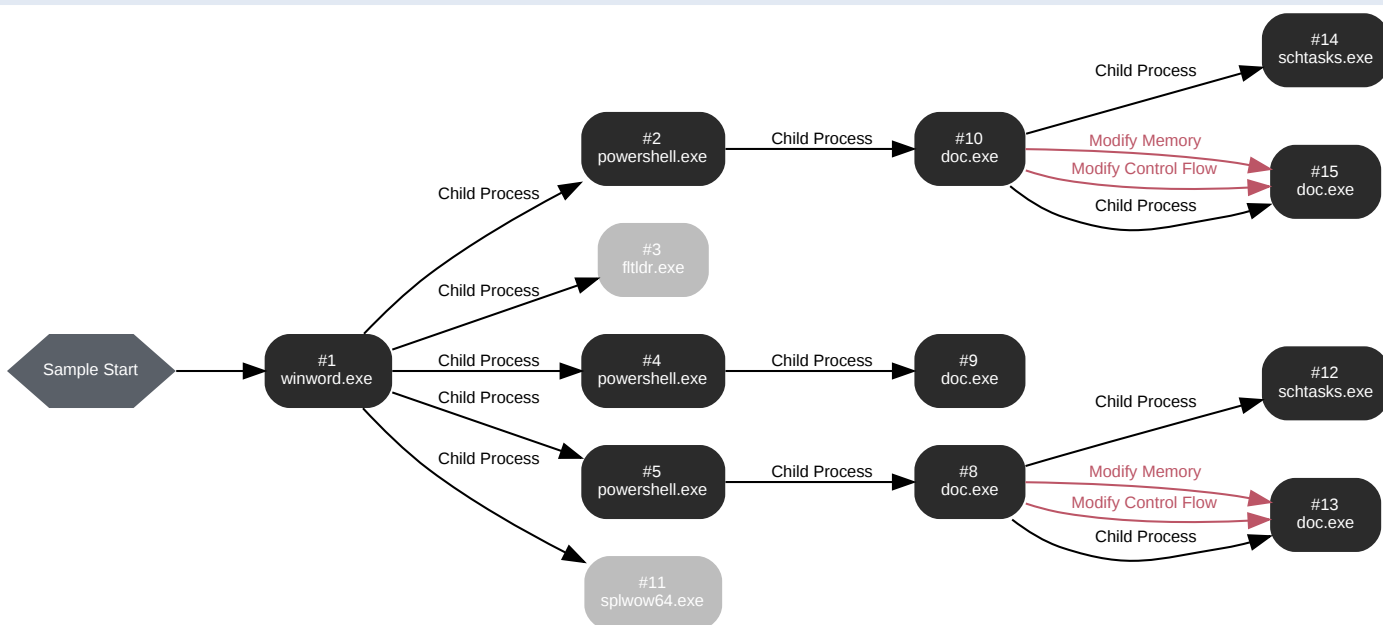 Sample Start
#1
winword.exe
Child Process
#2
powershell.exe
Child Process
#3
fltldr.exe
Child Process
#4
powershell.exe
Child Process
#5
powershell.exe
Child Process
#11
splwow64.exe
Child Process
#10
doc.exe
Child Process
#9
doc.exe
Child Process
#8
doc.exe
Child Process
#14
schtasks.exe
Modify Memory
Modify Control Flow
Child Process
#15
doc.exe
Child Process
#12
schtasks.exe
Modify Memory
Modify Control Flow
Child Process
#13
doc.exe